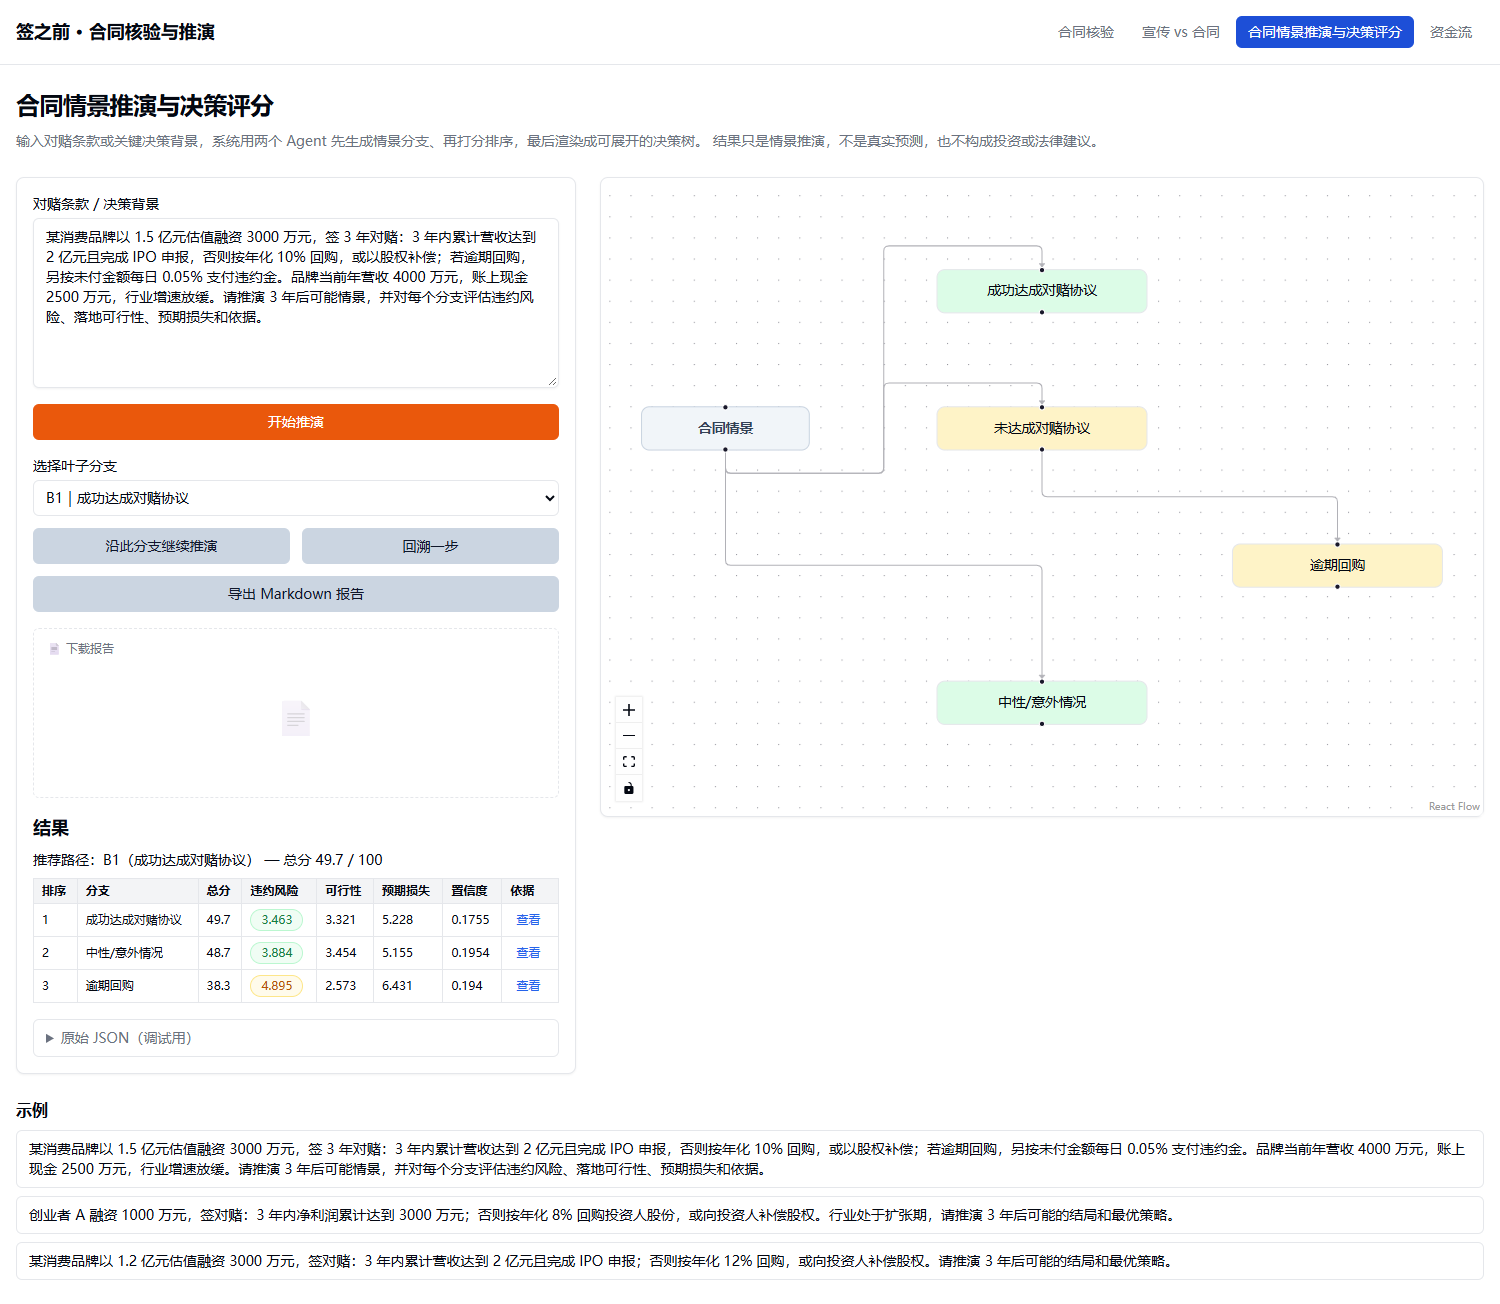 签之前·合同核验与推演
合同核验 宣传 vs 合同 合同情景推演与决策评分 资金流
合同情景推演与决策评分
输入对赌条款或关键决策背景，系统用两个 Agent 先生成情景分支、再打分排序，最后渲染成可展开的决策树。 结果只是情景推演，不是真实预测，也不构成投资或法律建议。
对赌条款 / 决策背景
某消费品牌以 1.5 亿元估值融资 3000 万元，签 3 年对赌：3 年内累计营收达到
2 亿元且完成 IPO 申报，否则按年化 10% 回购，或以股权补偿；若逾期回购，
另按未付金额每日 0.05% 支付违约金。品牌当前年营收 4000 万元，账上现金
2500 万元，行业增速放缓。请推演 3 年后可能情景，并对每个分支评估违约风
险、落地可行性、预期损失和依据。
开始推演
选择叶子分支
B1｜成功达成对赌协议
沿此分支继续推演 回溯一步
导出 Markdown 报告
下载报告
结果
推荐路径：B1（成功达成对赌协议） — 总分 49.7 / 100
排序 分支 总分 违约风险 可行性 预期损失 置信度 依据
1 成功达成对赌协议 49.7 3.463 3.321 5.228 0.1755 查看
2 中性/意外情况 48.7 3.884 3.454 5.155 0.1954 查看
3 逾期回购 38.3 4.895 2.573 6.431 0.194 查看
▶ 原始 JSON（调试用）
成功达成对赌协议
合同情景
未达成对赌协议
逾期回购
中性/意外情况
React Flow
示例
某消费品牌以 1.5 亿元估值融资 3000 万元，签 3 年对赌：3 年内累计营收达到 2 亿元且完成 IPO 申报，否则按年化 10% 回购，或以股权补偿；若逾期回购，另按未付金额每日 0.05% 支付违约金。品牌当前年营收 4000 万元，账上
现金 2500 万元，行业增速放缓。请推演 3 年后可能情景，并对每个分支评估违约风险、落地可行性、预期损失和依据。
创业者 A 融资 1000 万元，签对赌：3 年内净利润累计达到 3000 万元；否则按年化 8% 回购投资人股份，或向投资人补偿股权。行业处于扩张期，请推演 3 年后可能的结局和最优策略。
某消费品牌以 1.2 亿元估值融资 3000 万元，签对赌：3 年内累计营收达到 2 亿元且完成 IPO 申报；否则按年化 12% 回购，或向投资人补偿股权。请推演 3 年后可能的结局和最优策略。